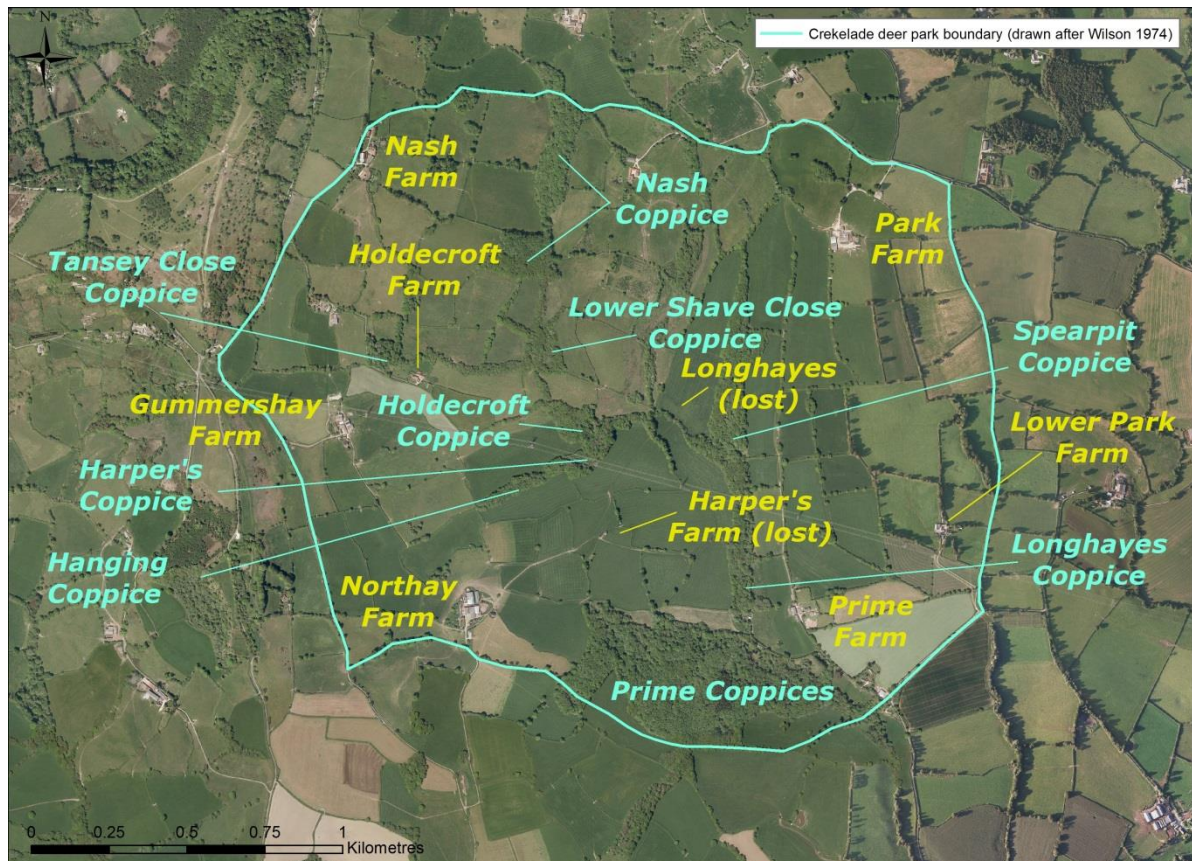 N
Crekelade deer park boundary (drawn after Wilson 1974)
Nash
Farm
Nash
Coppice
Park
Farm
Tansey Close
Coppice
Holdecroft
Farm
Lower Shave Close
Coppice
Spearpit
Coppice
Longhayes
(lost)
Gummershay
Farm
Holdecroft
Coppice
Lower Park
Farm
Harper's
Coppice
Harper's
Farm (lost)
Hanging
Coppice
Longhayes
Coppice
Northay
Farm
Prime
Farm
Prime Coppices
0 0.25 0.5 0.75 1
Kilometres